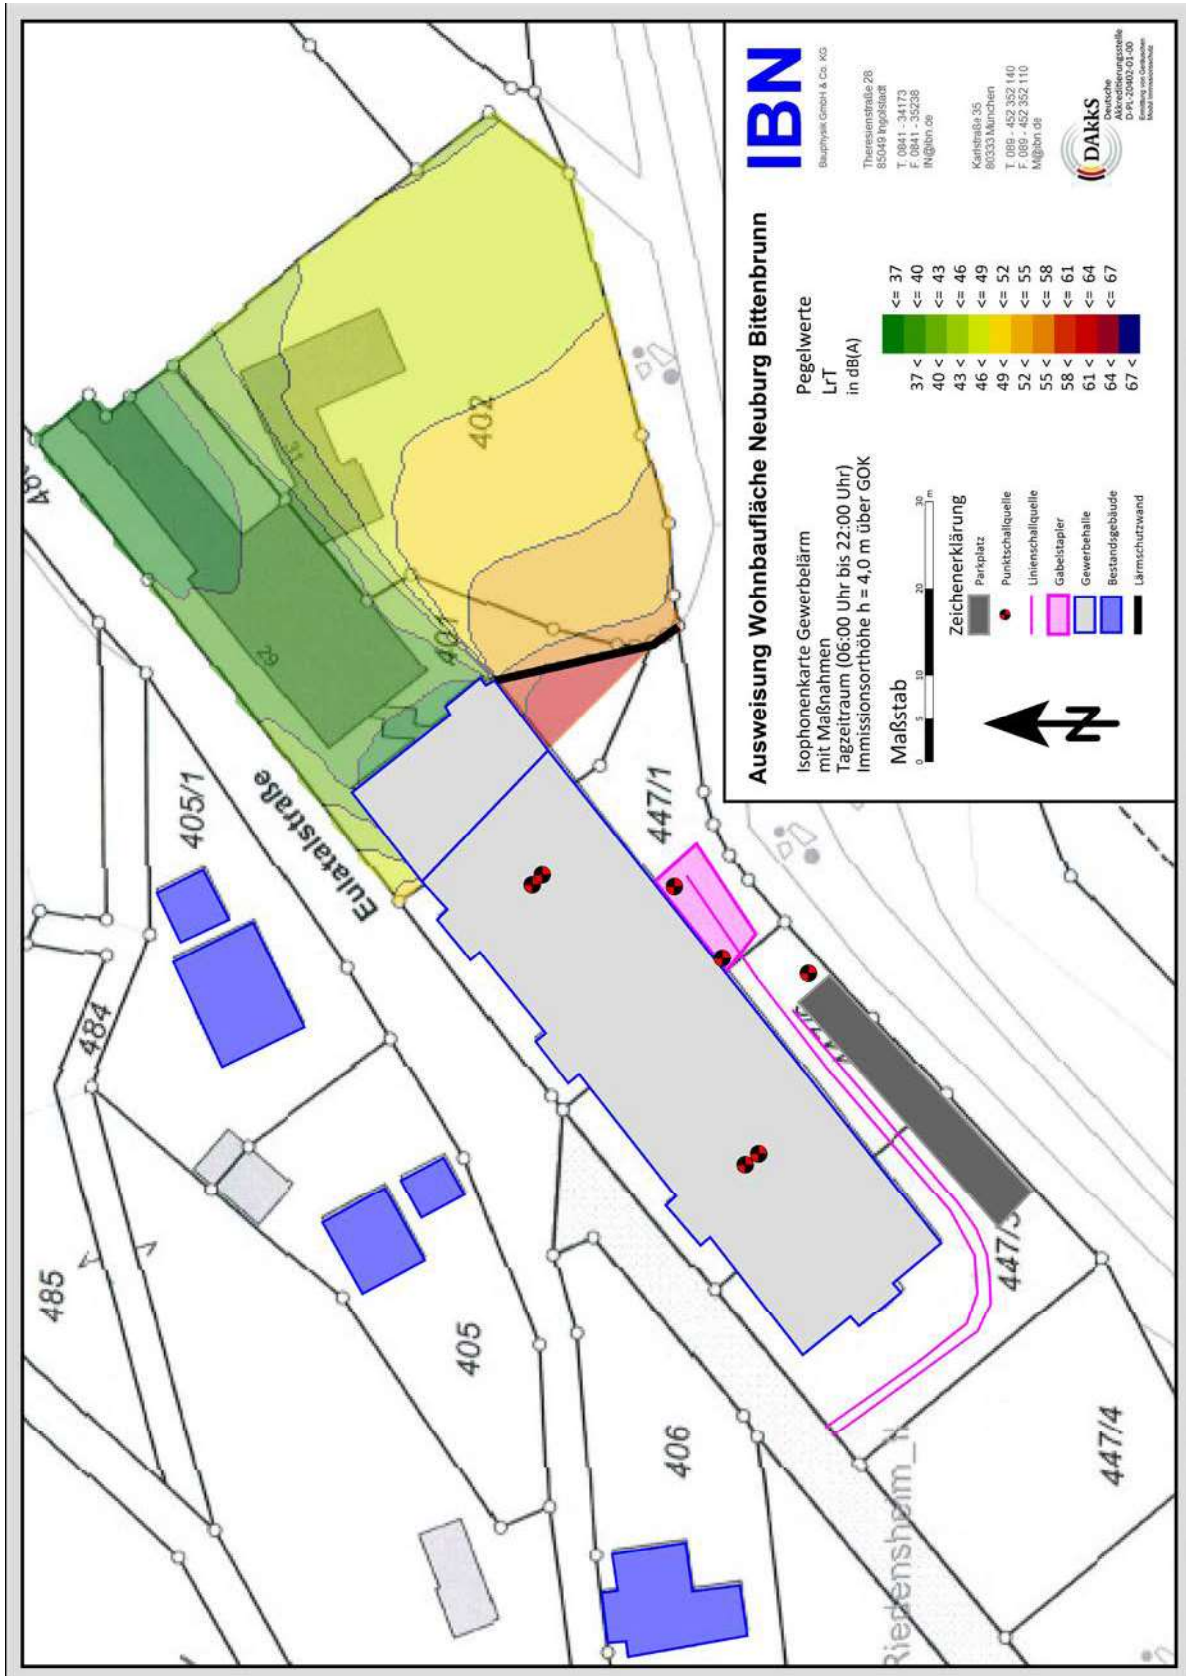 Ausweisung Wohnbaufläche Neuburg Bittenbrunn
IBN
Bauphysik GmbH & Co. KG
Theresienstraße 28
85049 Ingolstadt
T. 0841 - 34173
F. 0841 - 35238
IN@ibn.de
Karlstraße 35
80333 München
T. 089 - 452 352 140
F. 089 - 452 352 110
M@ibn.de
DAkkS
Deutsche
Akkreditierungsstelle
D-PL-20402-01-00
Isophonenkarte Gewerbelärm
mit Maßnahmen
Tagzeitraum (06:00 Uhr bis 22:00 Uhr)
Immissionsorthöhe h = 4,0 m über GOK
Maßstab
0 5 10 20 30
m
Zeichenerklärung
Parkplatz
Punktschallquelle
Linienschallquelle
Gabelstapler
Gewerbehalle
Bestandsgebäude
Lärmschutzwand
N
Pegelwerte
LrT
in dB(A)
<= 37
37 < <= 40
40 < <= 43
43 < <= 46
46 < <= 49
49 < <= 52
52 < <= 55
55 < <= 58
58 < <= 61
61 < <= 64
64 < <= 67
67 <
485
484
405/1
Eulatalstraße
405
406
29
31
401
402
447/1
447/3
447/4